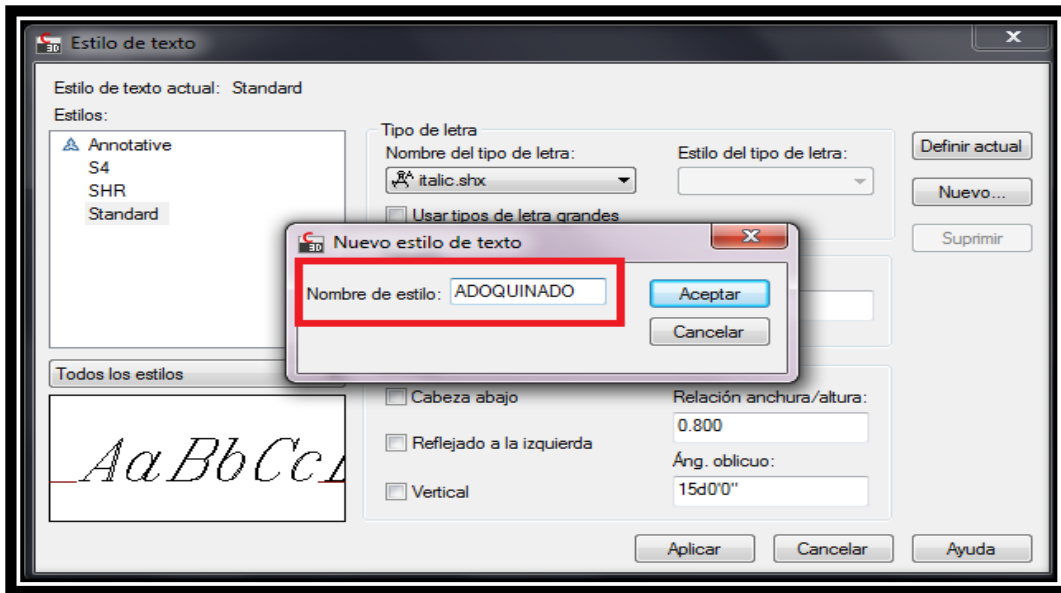 Estilo de texto
x
Estilo de texto actual: Standard
Estilos:
Annotative
S4
SHR
Standard
Todos los estilos
AaBbCc
Tipo de letra
Nombre del tipo de letra:
italic.shx
Usar tipos de letra grandes
Estilo del tipo de letra:
Definir actual
Nuevo...
Suprimir
Nuevo estilo de texto
x
Nombre de estilo: ADOQUINADO
Aceptar
Cancelar
Cabeza abajo
Reflejado a la izquierda
Vertical
Relación anchura/altura:
0.800
Áng. oblicuo:
15d0'0"
Aplicar
Cancelar
Ayuda